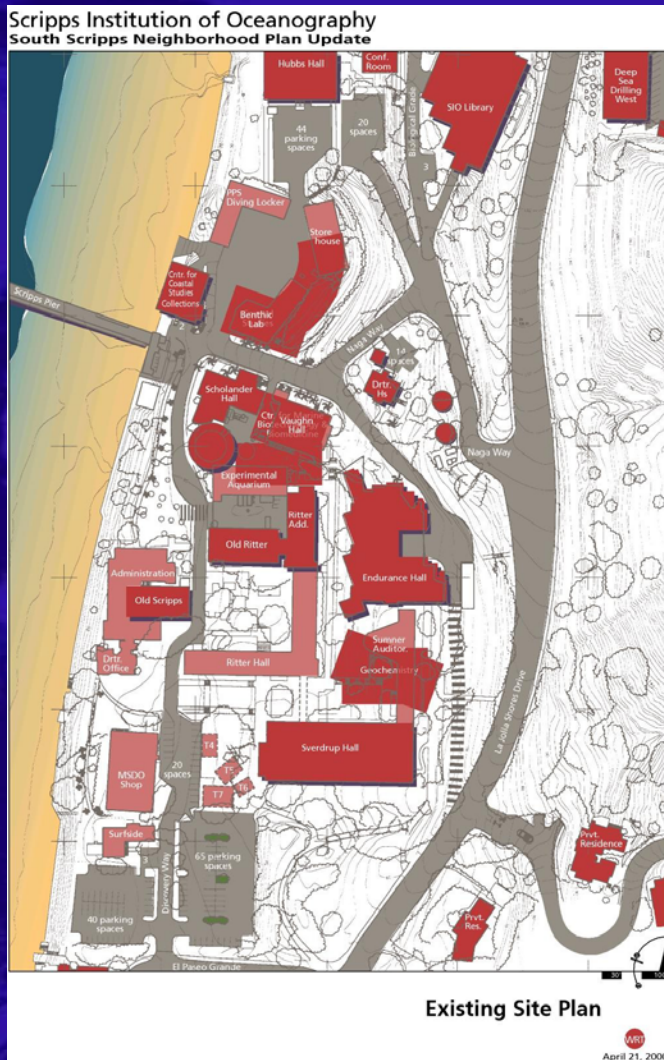 Scripps Institution of Oceanography
South Scripps Neighborhood Plan Update
Hubbs Hall
Conf.
Room
Deep
Sea
Drilling
West
SIO Library
Biological Grade
44
parking
spaces
20
spaces
3
PPS
Diving Locker
Store
house
Cntr. for
Coastal
Studies
Collections
Scripps Pier
2
Benthic
Lab
Naga Way
14
spaces
Drtr.
Hs
Scholander
Hall
Vaughn
Hall
Naga Way
Experimental
Aquarium
Ritter
Add.
Old Ritter
Endurance Hall
Administration
Old Scripps
Sumner
Auditor.
Geochemistry
Drtr.
Office
Ritter Hall
La Jolla Shores Drive
T4
Sverdrup Hall
MSDO
Shop
20
spaces
T5
T6
T7
Surfside
3
65 parking
spaces
Prvt.
Residence
Discovery Way
40 parking
spaces
Prvt.
Res.
El Paseo Grande
30'
Existing Site Plan
WRT